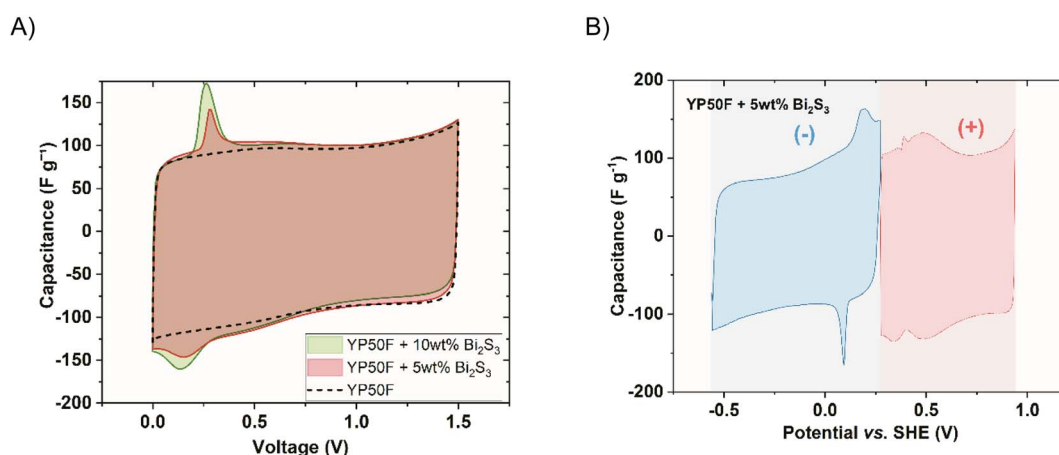 A)
B)
150
100
50
0
-50
-100
-150
-200
0.0
0.5
1.0
1.5
Capacitance (F g⁻¹)
Voltage (V)
YP50F + 10wt% Bi₂S₃
YP50F + 5wt% Bi₂S₃
YP50F
200
100
0
-100
-200
-0.5
0.0
0.5
1.0
Capacitance (F g⁻¹)
Potential vs. SHE (V)
YP50F + 5wt% Bi₂S₃
(-)
(+)